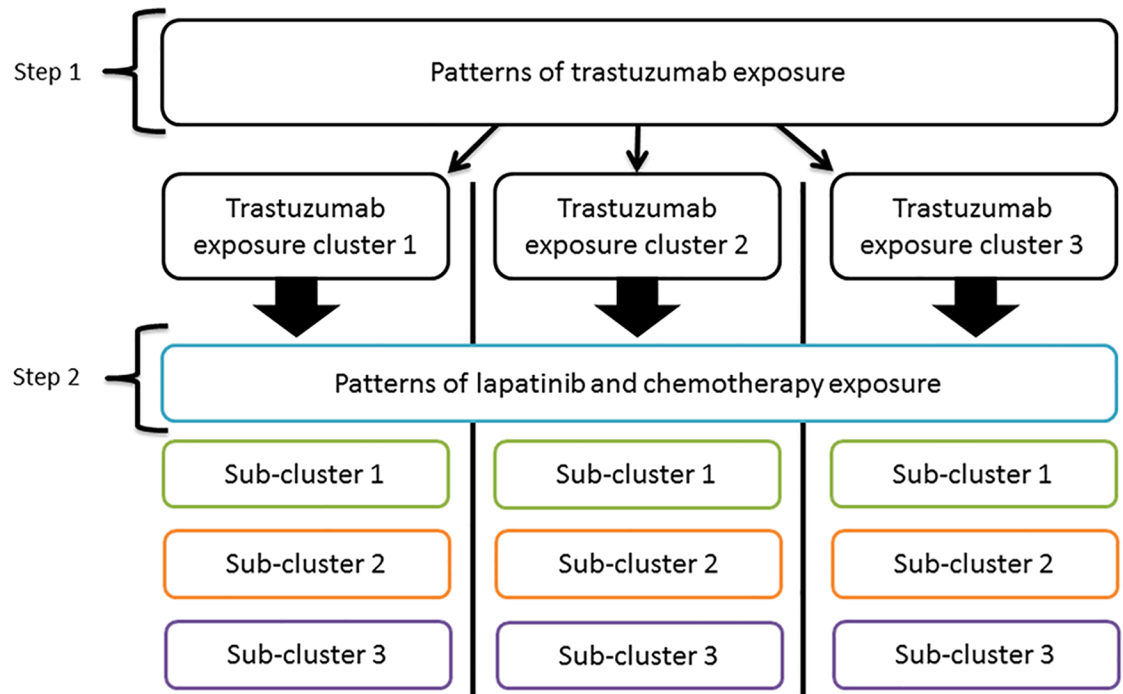 Step 1
Patterns of trastuzumab exposure
Trastuzumab
exposure cluster 1
Trastuzumab
exposure cluster 2
Trastuzumab
exposure cluster 3
Step 2
Patterns of lapatinib and chemotherapy exposure
Sub-cluster 1
Sub-cluster 1
Sub-cluster 1
Sub-cluster 2
Sub-cluster 2
Sub-cluster 2
Sub-cluster 3
Sub-cluster 3
Sub-cluster 3